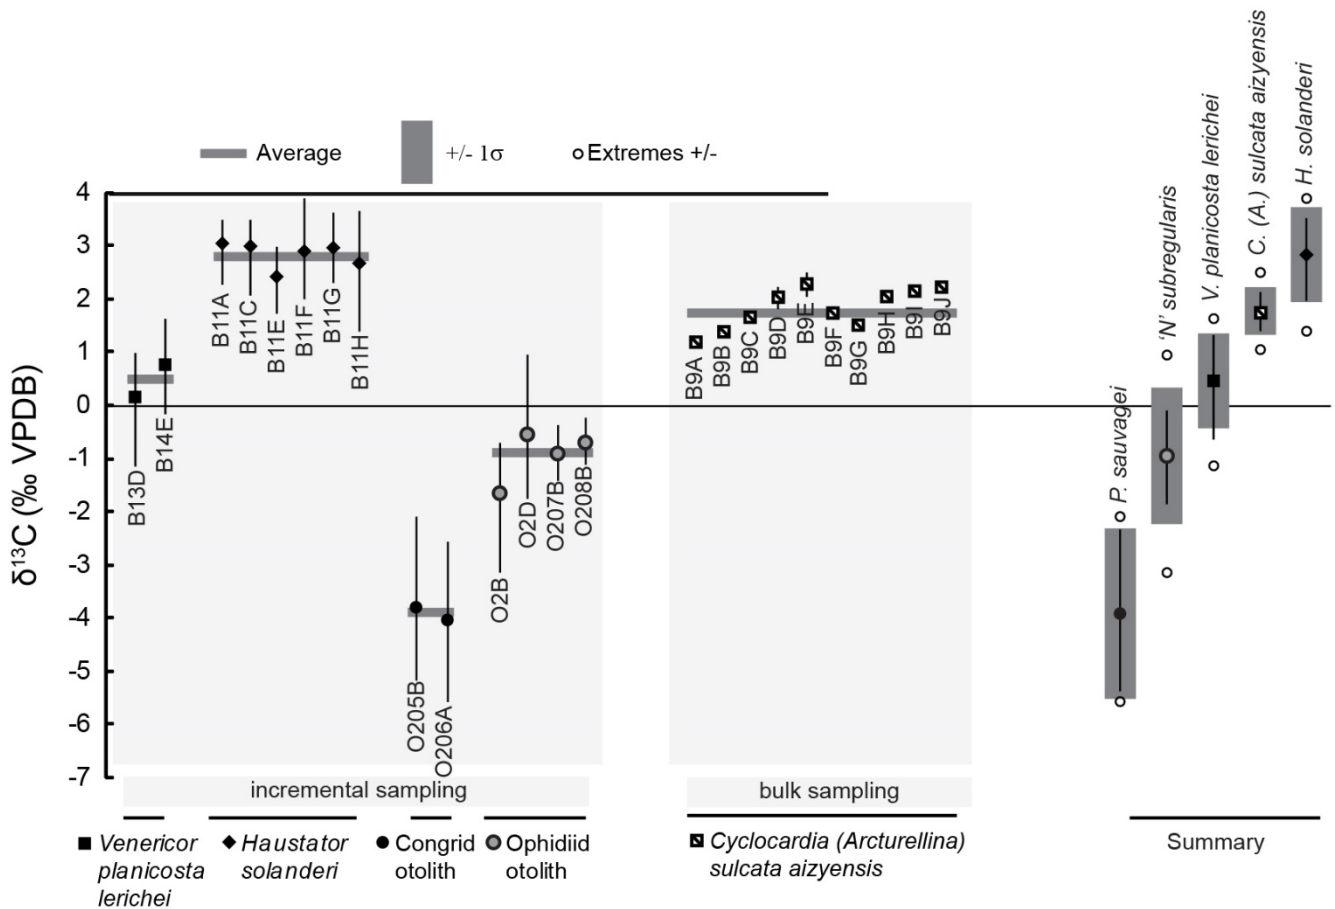 Average
+/- 1σ
Extremes +/-
4
3
2
1
0
-1
-2
-3
-4
-5
-6
-7
δ¹³C (‰ VPDB)
B13D
B14E
B11A
B11C
B11E
B11F
B11G
B11H
O205B
O206A
O2B
O2D
O207B
O208B
B9A
B9B
B9C
B9D
B9E
B9F
B9G
B9H
B9I
B9J
P. sauvagei
'N' subregularis
V. planicosta lerichei
C. (A.) sulcata aizyensis
H. solanderi
incremental sampling
bulk sampling
Venericor
planicosta
lerichei
Haustator
solanderi
Congrid
otolith
Ophidiid
otolith
Cyclocardia (Arcturellina)
sulcata aizyensis
Summary